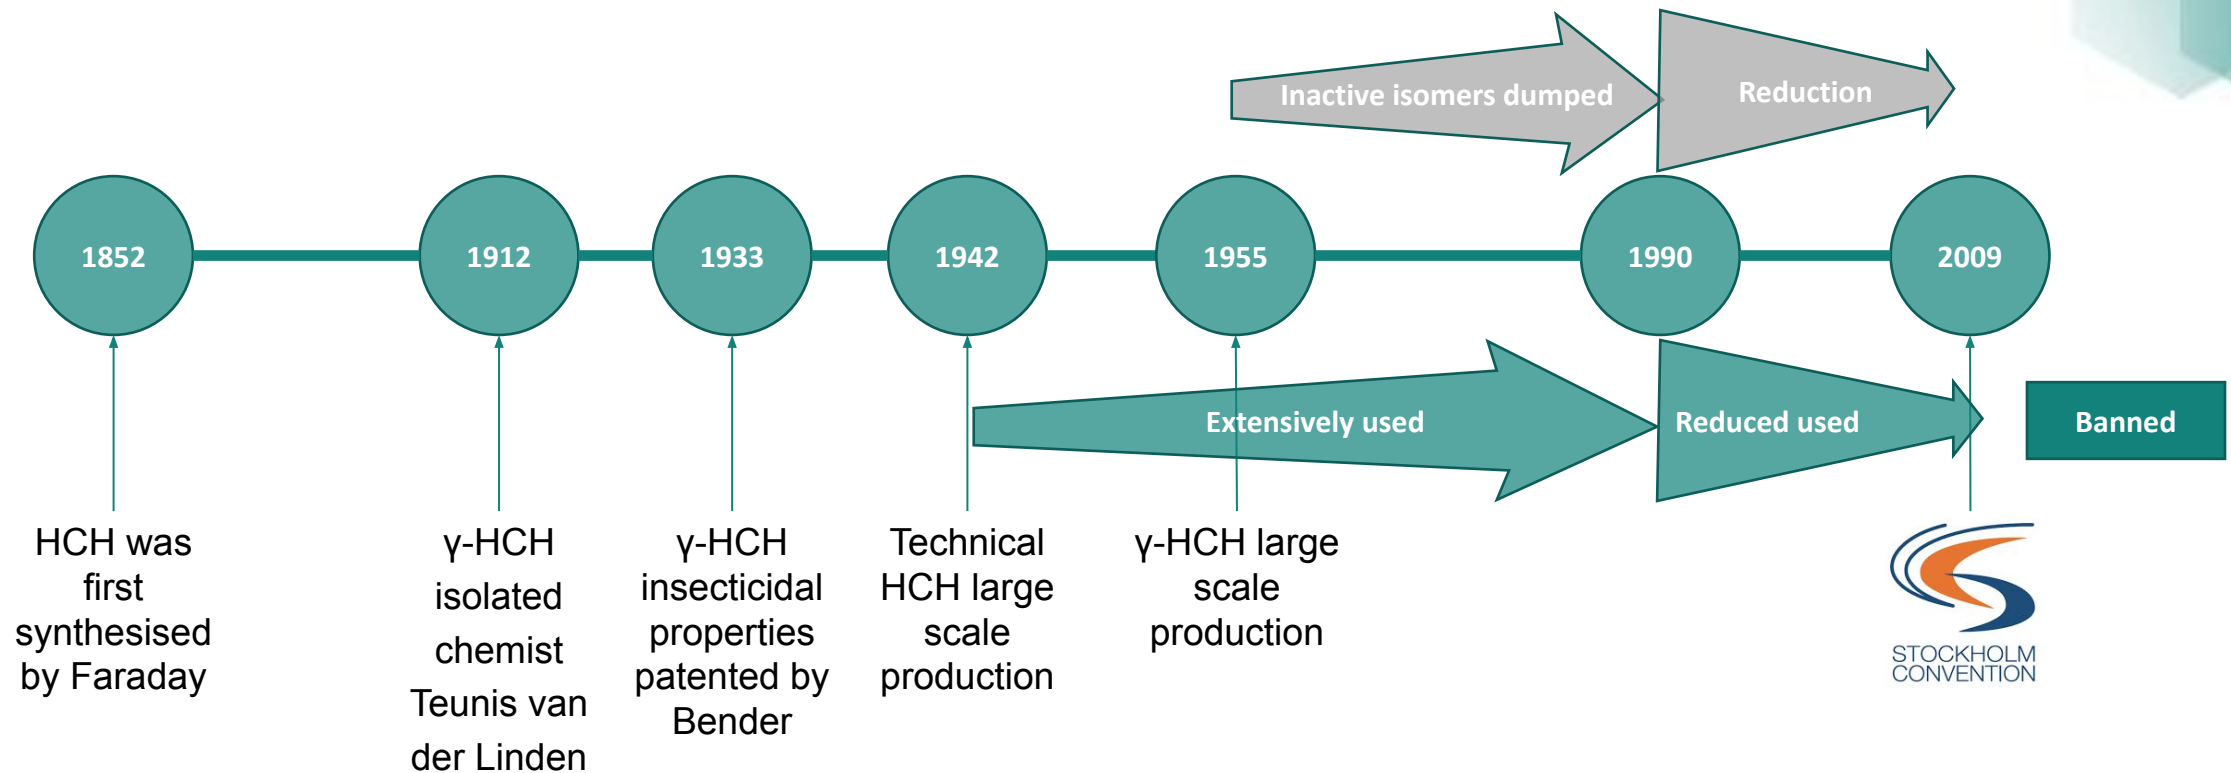 Inactive isomers dumped
Reduction
1852
1912
1933
1942
1955
1990
2009
Extensively used
Reduced used
Banned
HCH was
first
synthesised
by Faraday
γ-HCH
isolated
chemist
Teunis van
der Linden
γ-HCH
insecticidal
properties
patented by
Bender
Technical
HCH large
scale
production
γ-HCH large
scale
production
STOCKHOLM
CONVENTION